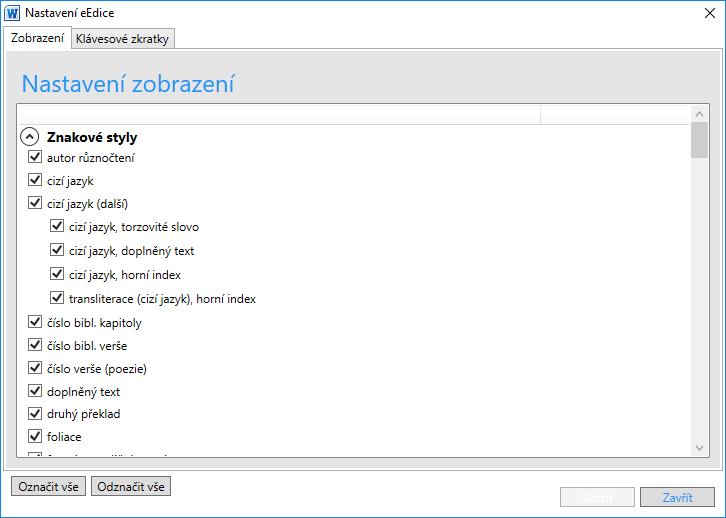 Nastavení eEdice
Zobrazení
Klávesové zkratky
Nastavení zobrazení
Znakové styly
autor různočtení
cizí jazyk
cizí jazyk (další)
cizí jazyk, torzovité slovo
cizí jazyk, doplněný text
cizí jazyk, horní index
transliterace (cizí jazyk), horní index
číslo bibl. kapitoly
číslo bibl. verše
číslo verše (poezie)
doplněný text
druhý překlad
foliace
Označit vše
Odznačit vše
Uložit
Zavřít